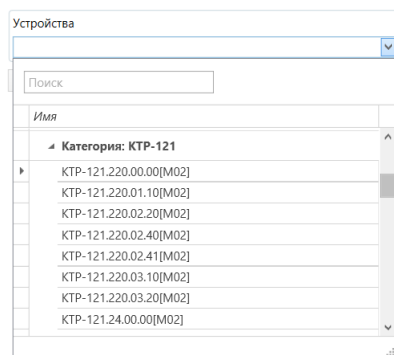 Устройства
Поиск
Имя
Категория: КТР-121
КТР-121.220.00.00[M02]
КТР-121.220.01.10[M02]
КТР-121.220.02.20[M02]
КТР-121.220.02.40[M02]
КТР-121.220.02.41[M02]
КТР-121.220.03.10[M02]
КТР-121.220.03.20[M02]
КТР-121.24.00.00[M02]